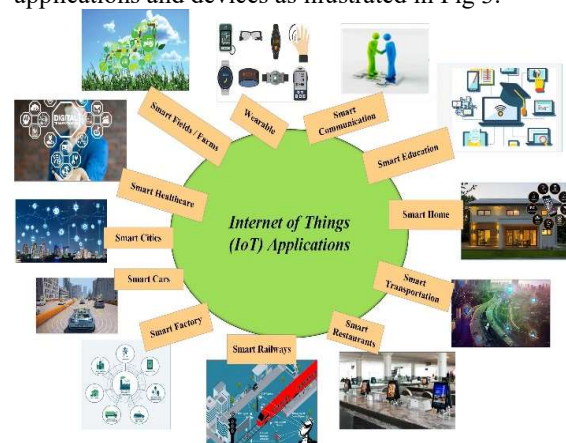 applications and devices as illustrated in Fig 3.
Wearable
Smart
Communication
Smart Fields / Farms
Smart Education
DIGITAL
Smart Healthcare
Internet of Things
(IoT) Applications
Smart Home
Smart Cities
Smart Cars
Smart
Transportation
Smart Factory
Smart
Restaurants
Smart Railways